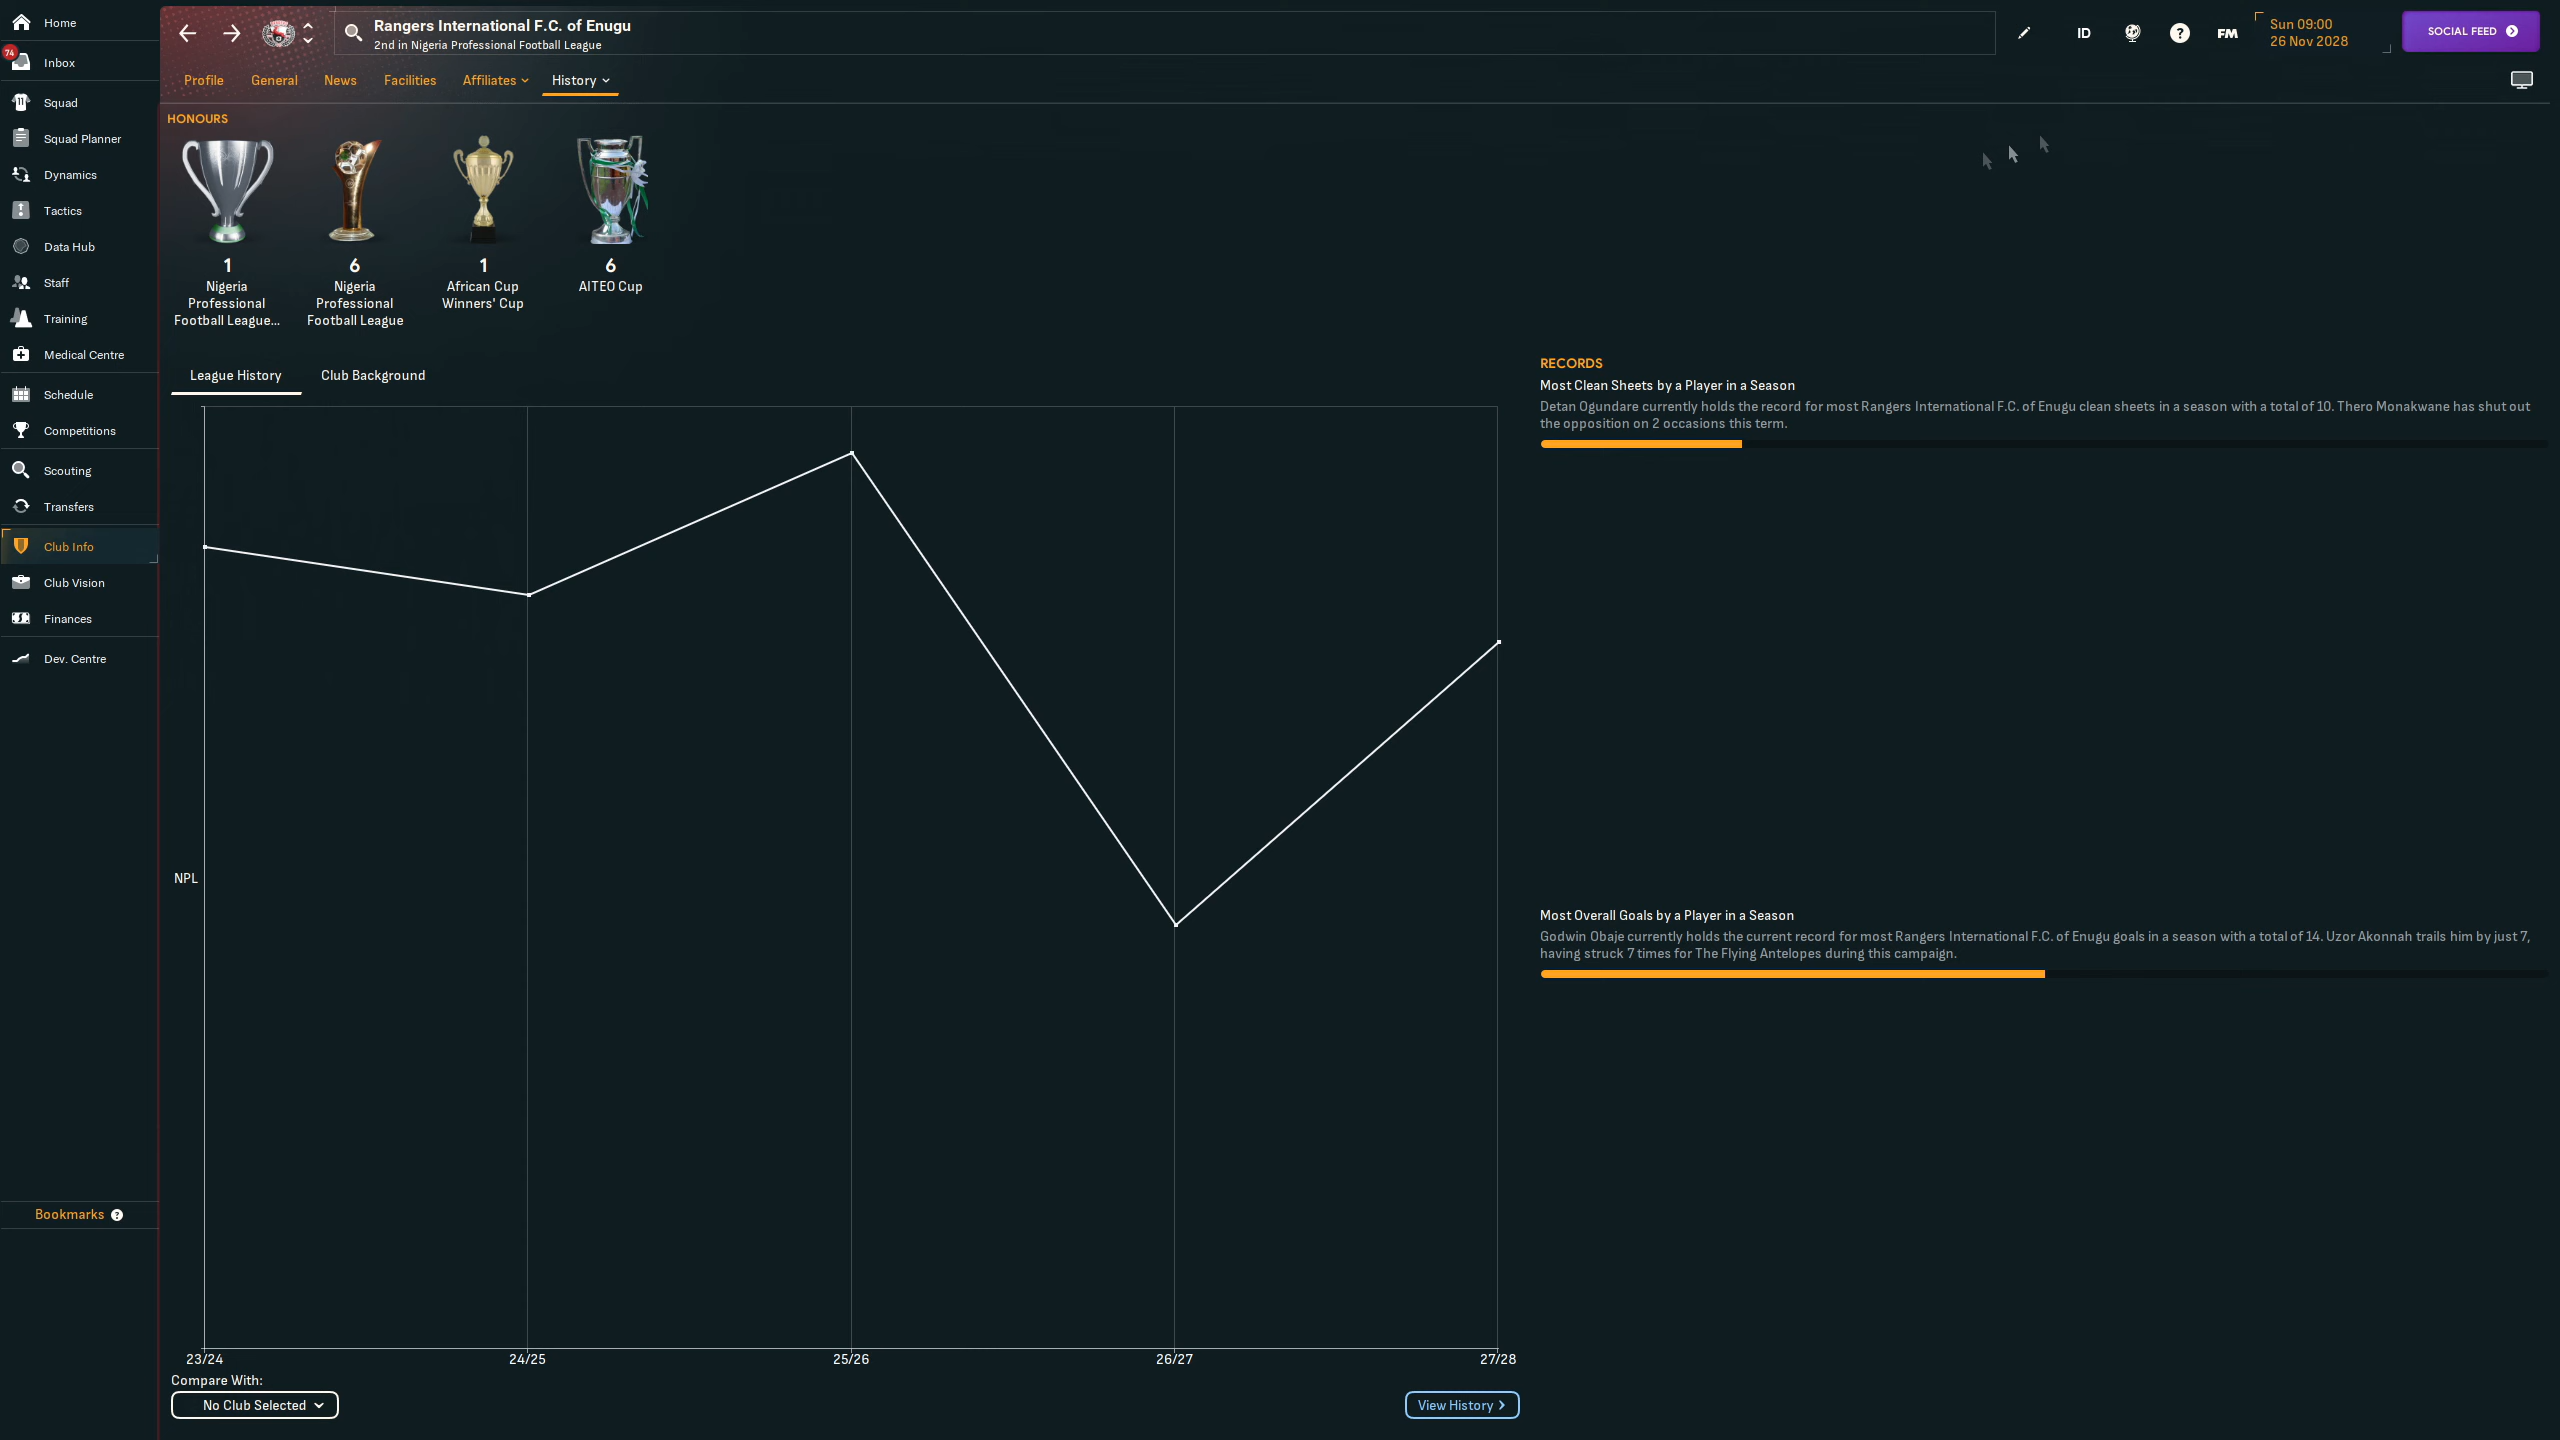 Home
74
Inbox
Squad
Squad Planner
Dynamics
Tactics
Data Hub
Staff
Training
Medical Centre
Schedule
Competitions
Scouting
Transfers
Club Info
Club Vision
Finances
Dev. Centre
Bookmarks ?
Rangers International F.C. of Enugu
2nd in Nigeria Professional Football League
ID
?
FM
Sun 09:00
26 Nov 2028
SOCIAL FEED
Profile
General
News
Facilities
Affiliates
History
HONOURS
1
Nigeria
Professional
Football League...
6
Nigeria
Professional
Football League
1
African Cup
Winners' Cup
6
AITEO Cup
League History
Club Background
NPL
23/24
24/25
25/26
26/27
27/28
Compare With:
No Club Selected
View History
RECORDS
Most Clean Sheets by a Player in a Season
Detan Ogundare currently holds the record for most Rangers International F.C. of Enugu clean sheets in a season with a total of 10. Thero Monakwane has shut out
the opposition on 2 occasions this term.
Most Overall Goals by a Player in a Season
Godwin Obaje currently holds the current record for most Rangers International F.C. of Enugu goals in a season with a total of 14. Uzor Akonnah trails him by just 7,
having struck 7 times for The Flying Antelopes during this campaign.